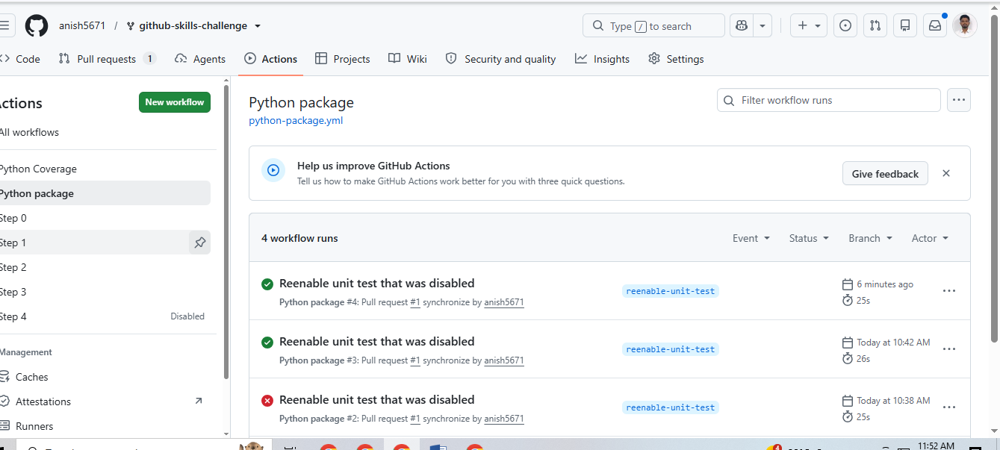 anish5671 / github-skills-challenge
Type / to search
Code Pull requests 1 Agents Actions Projects Wiki Security and quality Insights Settings
ctions
New workflow
All workflows
Python Coverage
Python package
Step 0
Step 1
Step 2
Step 3
Step 4 Disabled
Management
Caches
Attestations
Runners
Python package
python-package.yml
Filter workflow runs
Help us improve GitHub Actions
Tell us how to make GitHub Actions work better for you with three quick questions.
Give feedback
4 workflow runs
Event Status Branch Actor
Reenable unit test that was disabled
Python package #4: Pull request #1 synchronize by anish5671
reenable-unit-test
6 minutes ago
25s
Reenable unit test that was disabled
Python package #3: Pull request #1 synchronize by anish5671
reenable-unit-test
Today at 10:42 AM
26s
Reenable unit test that was disabled
Python package #2: Pull request #1 synchronize by anish5671
reenable-unit-test
Today at 10:38 AM
25s
4
11:52 AM